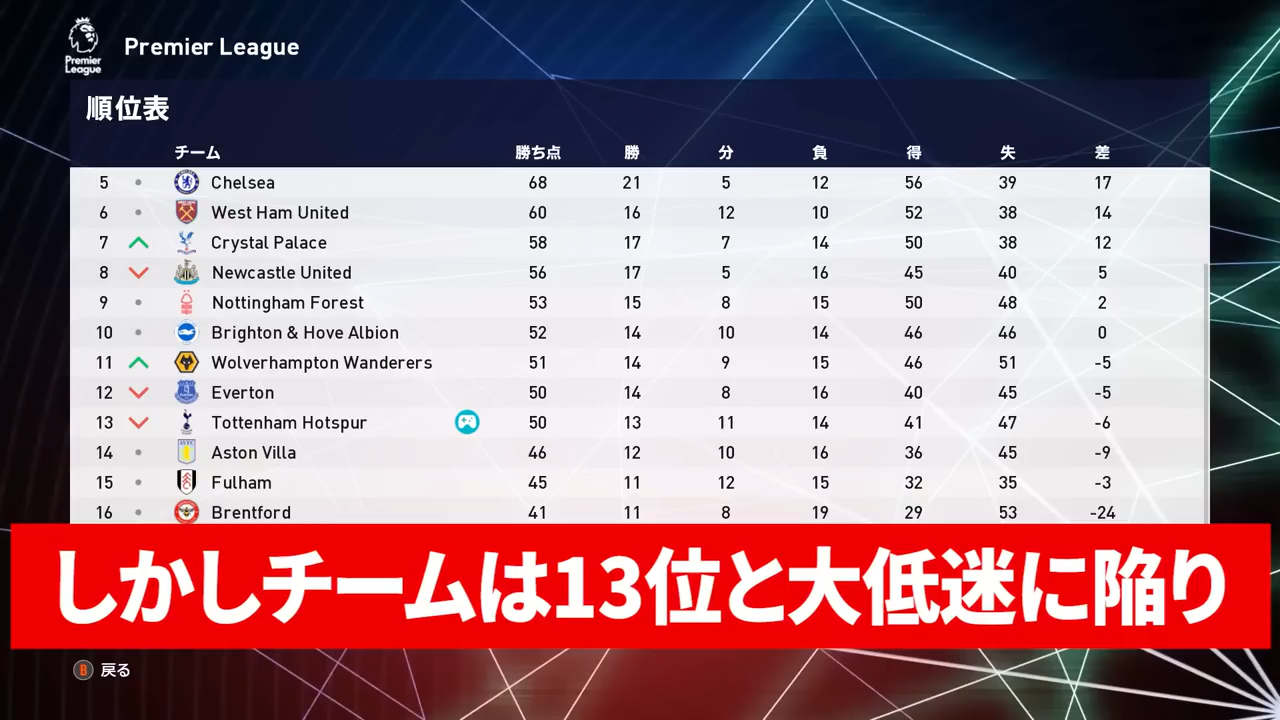 Premier League
Premier League
順位表
チーム 勝ち点 勝 分 負 得 失 差
5 Chelsea 68 21 5 12 56 39 17
6 West Ham United 60 16 12 10 52 38 14
7 Crystal Palace 58 17 7 14 50 38 12
8 Newcastle United 56 17 5 16 45 40 5
9 Nottingham Forest 53 15 8 15 50 48 2
10 Brighton & Hove Albion 52 14 10 14 46 46 0
11 Wolverhampton Wanderers 51 14 9 15 46 51 -5
12 Everton 50 14 8 16 40 45 -5
13 Tottenham Hotspur 50 13 11 14 41 47 -6
14 Aston Villa 46 12 10 16 36 45 -9
15 Fulham 45 11 12 15 32 35 -3
16 Brentford 41 11 8 19 29 53 -24
しかしチームは13位と大低迷に陥り
B 戻る